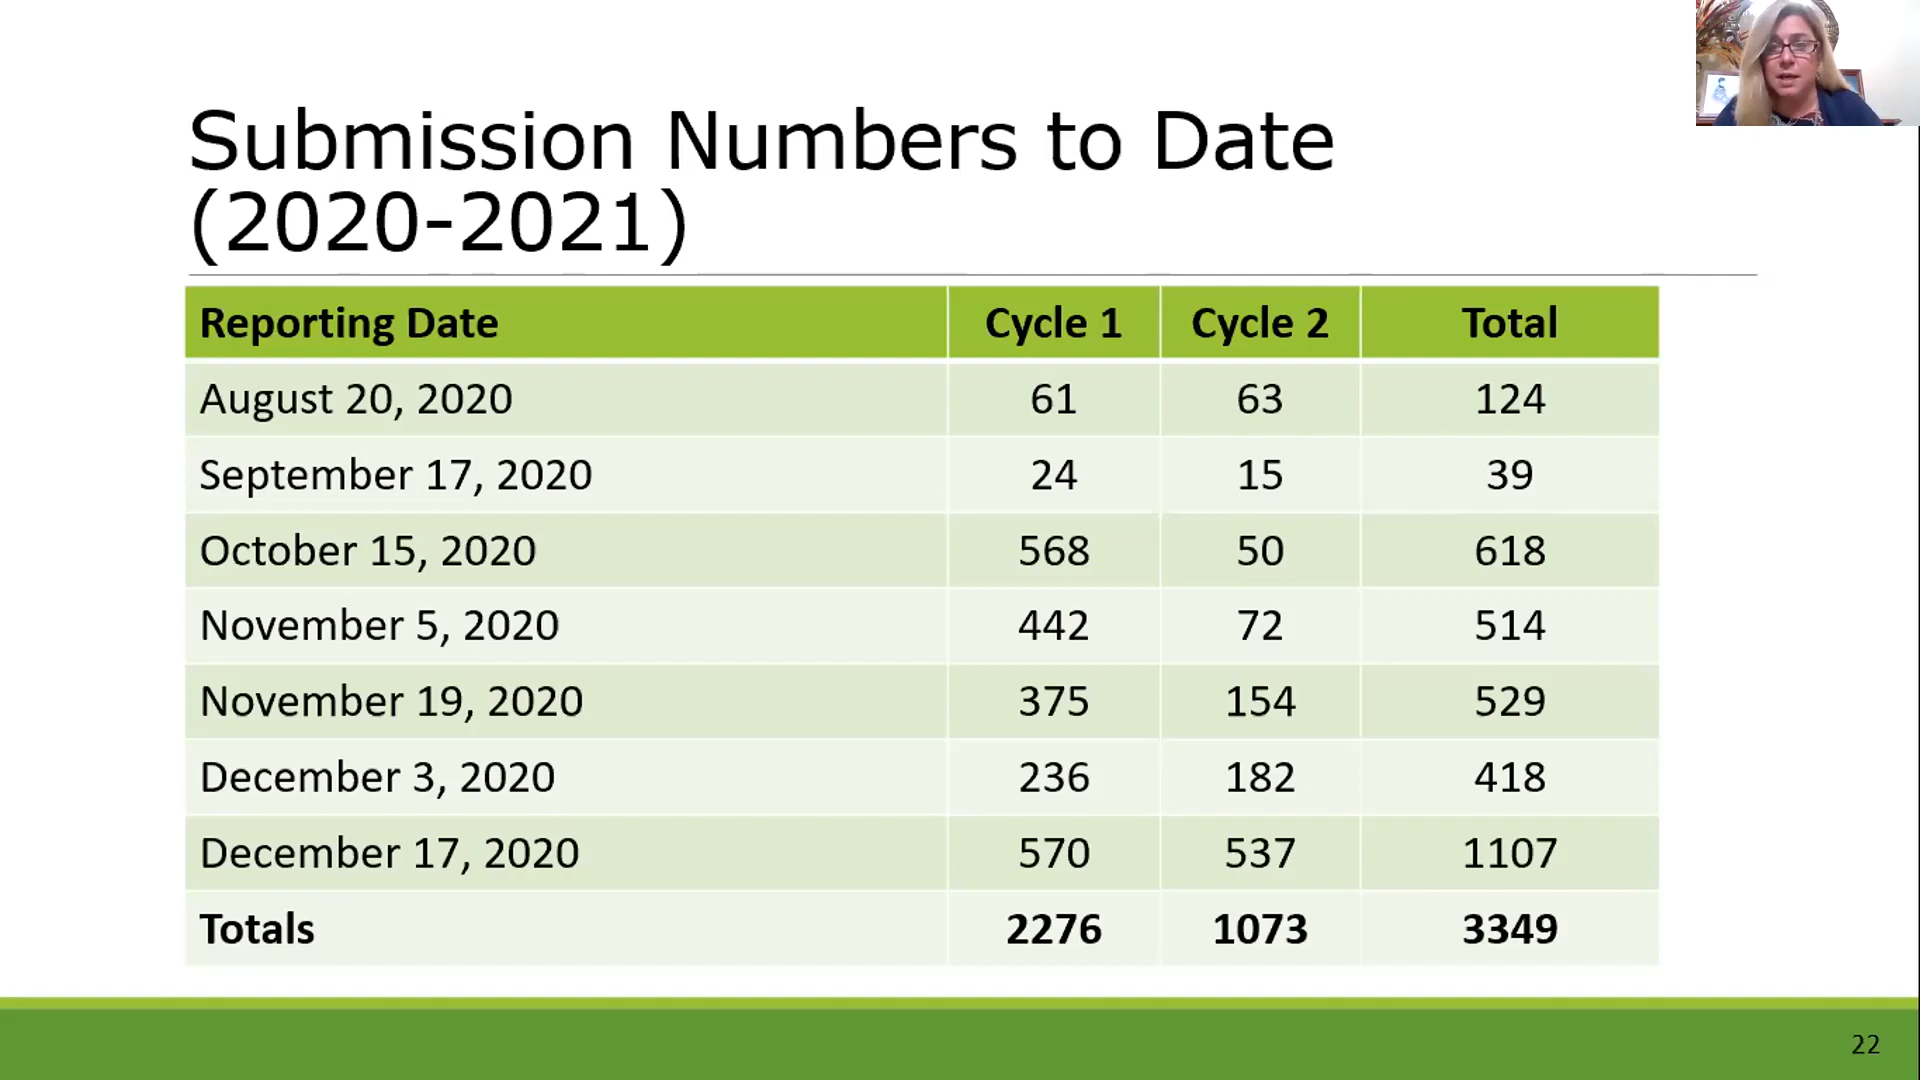 Submission Numbers to Date
(2020-2021)
Reporting Date Cycle 1 Cycle 2 Total
August 20, 2020 61 63 124
September 17, 2020 24 15 39
October 15, 2020 568 50 618
November 5, 2020 442 72 514
November 19, 2020 375 154 529
December 3, 2020 236 182 418
December 17, 2020 570 537 1107
Totals 2276 1073 3349
22